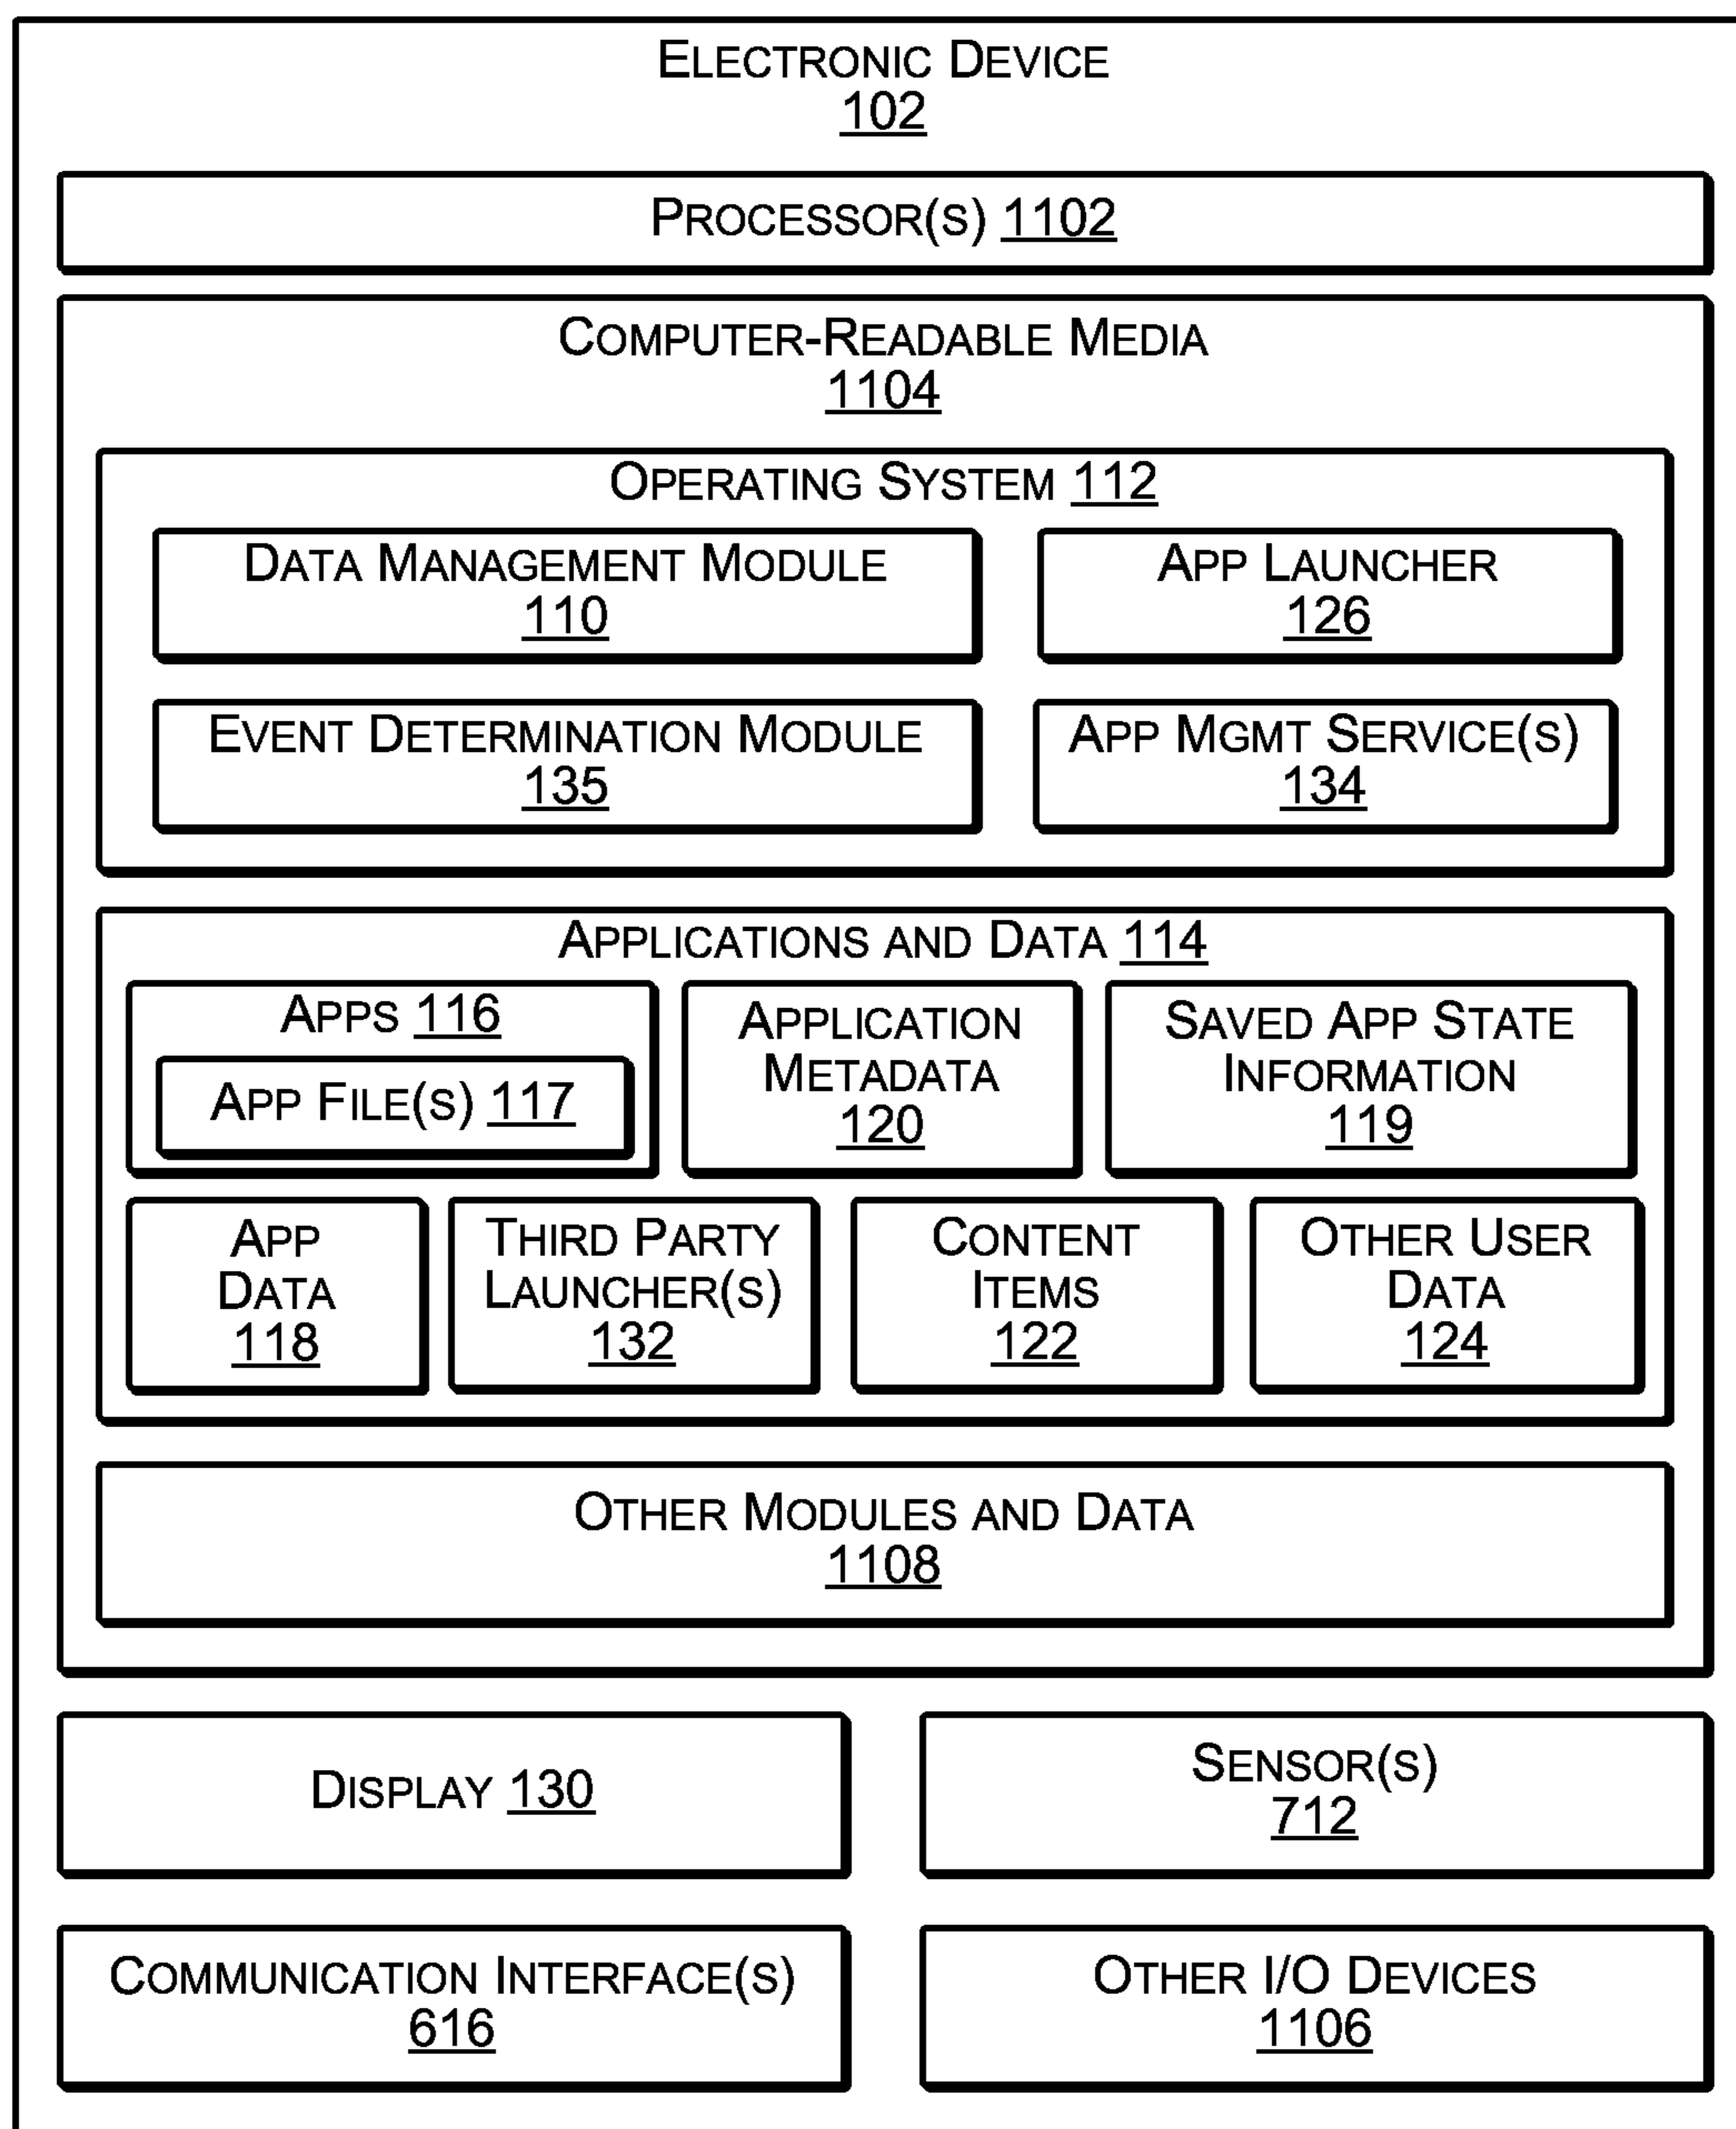 ELECTRONIC DEVICE
102
PROCESSOR(S) 1102
COMPUTER-READABLE MEDIA
1104
OPERATING SYSTEM 112
DATA MANAGEMENT MODULE
110
APP LAUNCHER
126
EVENT DETERMINATION MODULE
135
APP MGMT SERVICE(S)
134
APPLICATIONS AND DATA 114
APPS 116
APP FILE(S) 117
APPLICATION
METADATA
120
SAVED APP STATE
INFORMATION
119
APP
DATA
118
THIRD PARTY
LAUNCHER(S)
132
CONTENT
ITEMS
122
OTHER USER
DATA
124
OTHER MODULES AND DATA
1108
DISPLAY 130
SENSOR(S)
712
COMMUNICATION INTERFACE(S)
616
OTHER I/O DEVICES
1106